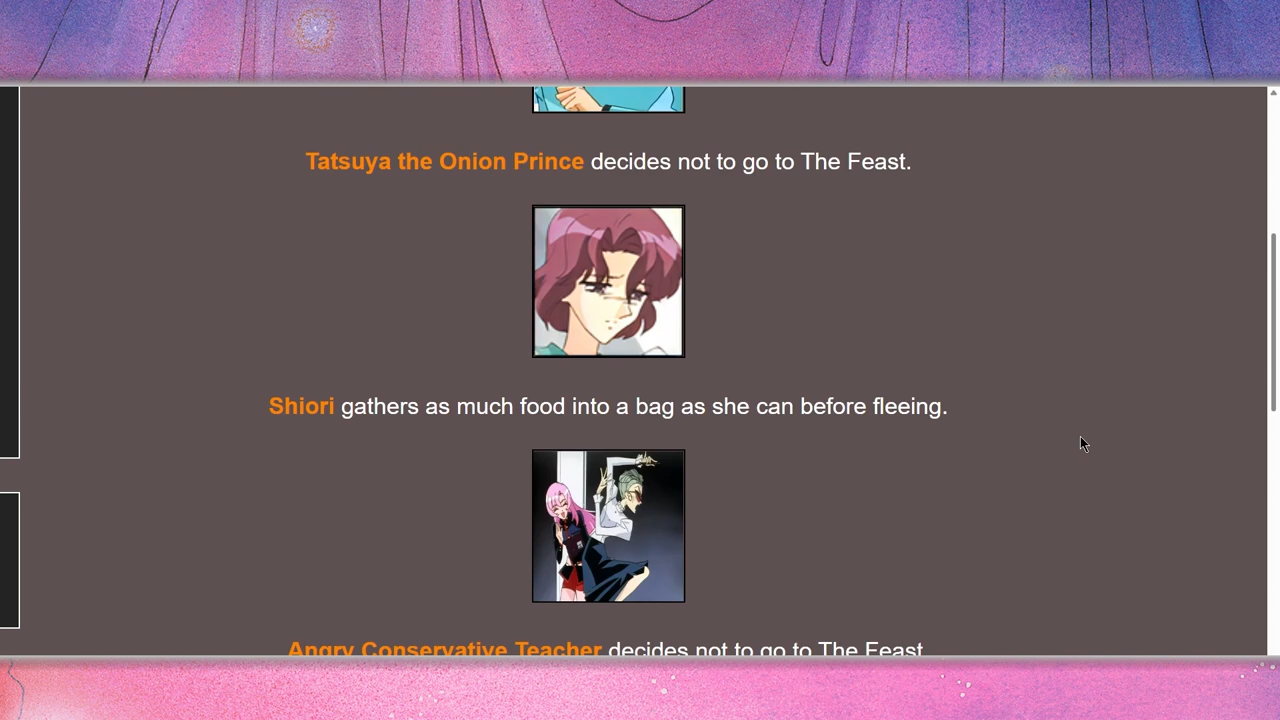 Tatsuya the Onion Prince decides not to go to The Feast.
Shiori gathers as much food into a bag as she can before fleeing.
Angry Conservative Teacher decides not to go to The Feast